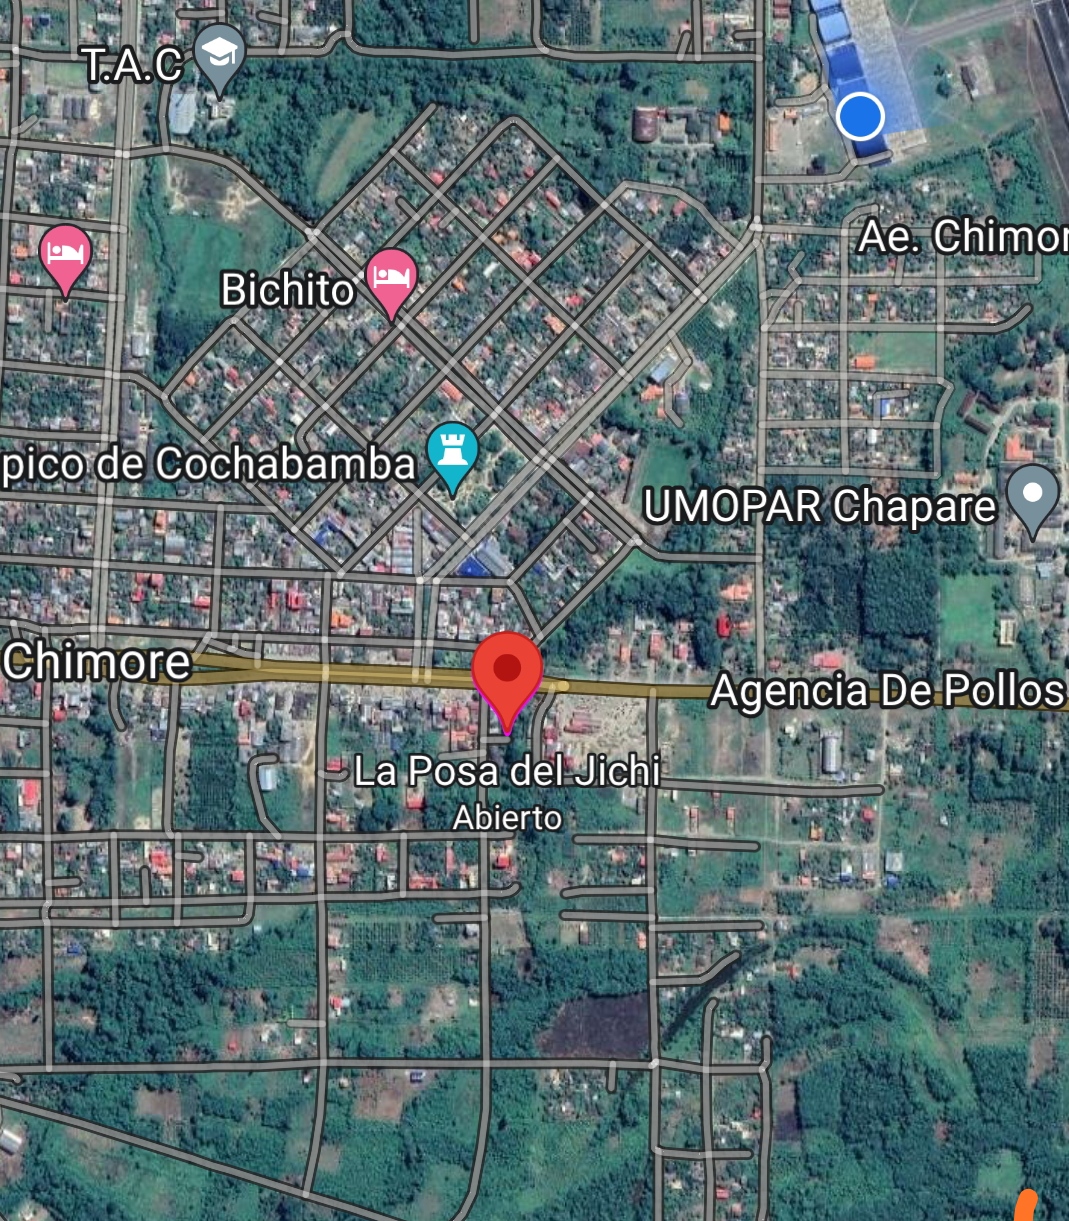 T.A.C
Ae. Chimor
Bichito
pico de Cochabamba
UMOPAR Chapare
Chimore
Agencia De Pollos
La Posa del Jichi
Abierto